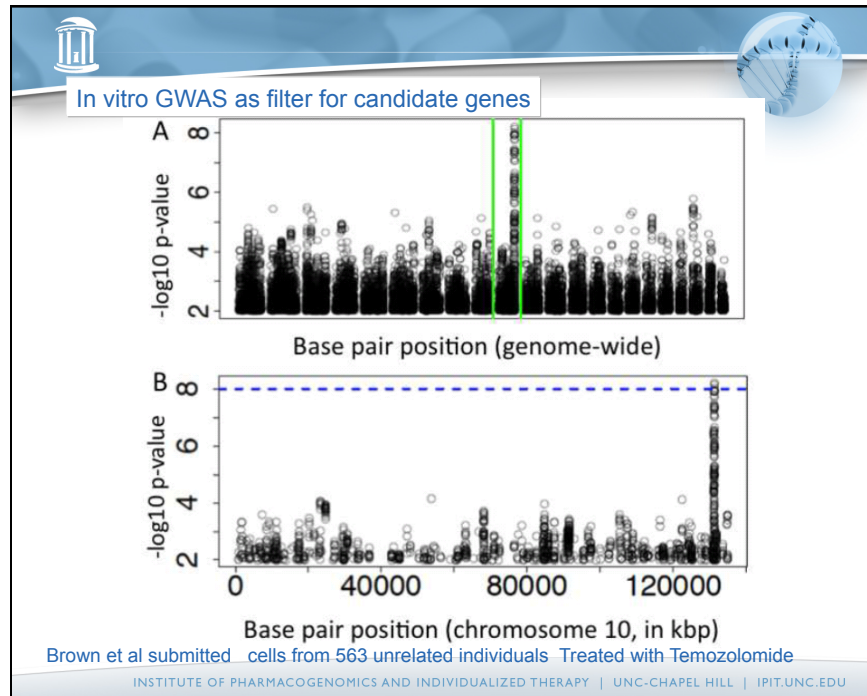 In vitro GWAS as filter for candidate genes
A
-log10 p-value
8
6
4
2
Base pair position (genome-wide)
B
-log10 p-value
8
6
4
2
0 40000 80000 120000
Base pair position (chromosome 10, in kbp)
Brown et al submitted cells from 563 unrelated individuals Treated with Temozolomide
INSTITUTE OF PHARMACOGENOMICS AND INDIVIDUALIZED THERAPY | UNC-CHAPEL HILL | IPIT.UNC.EDU